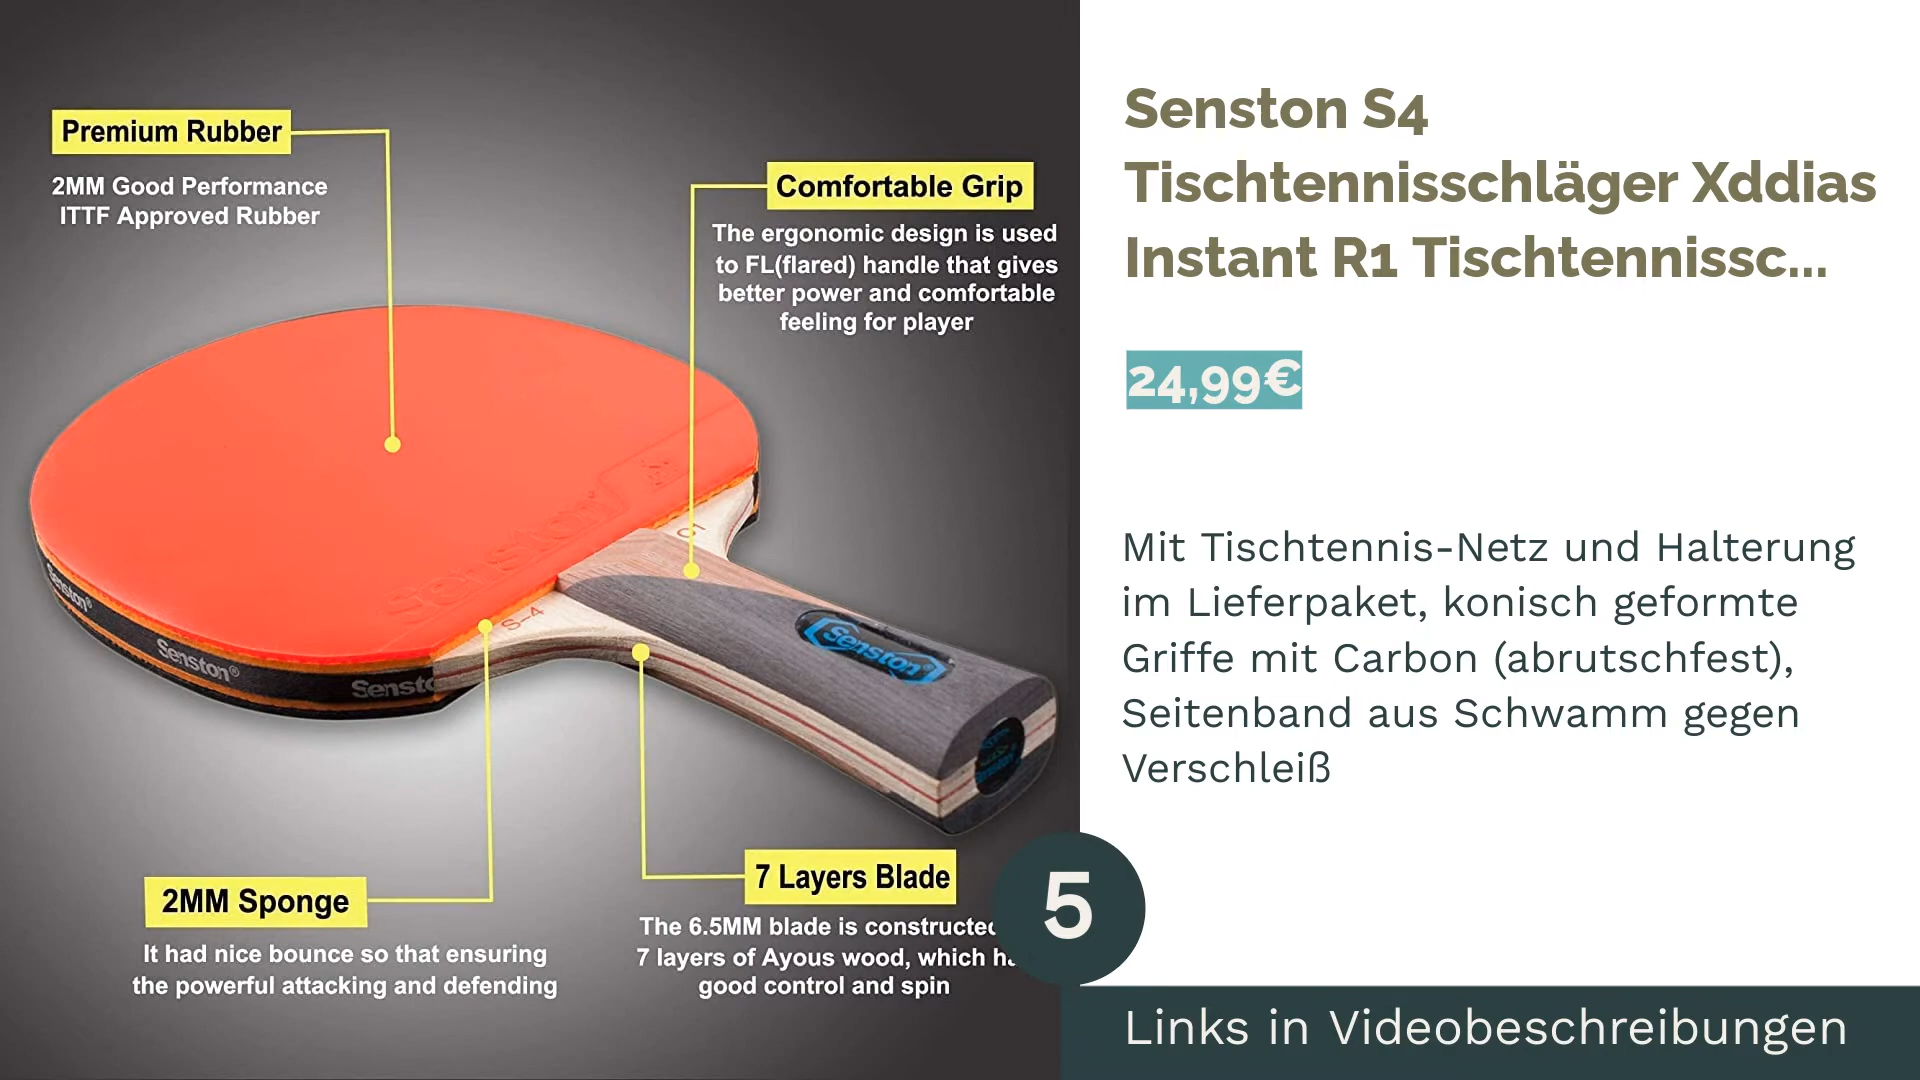 Premium Rubber
2MM Good Performance
ITTF Approved Rubber
Comfortable Grip
The ergonomic design is used
to FL(flared) handle that gives
better power and comfortable
feeling for player
Senston
S-4
Senston®
Senston®
Senston®
2MM Sponge
It had nice bounce so that ensuring
the powerful attacking and defending
7 Layers Blade
The 6.5MM blade is constructed
7 layers of Ayous wood, which
good control and spin
Senston S4
Tischtennisschläger Xddias
Instant R1 Tischtennissc...
24,99€
Mit Tischtennis-Netz und Halterung
im Lieferpaket, konisch geformte
Griffe mit Carbon (abrutschfest),
Seitenband aus Schwamm gegen
Verschleiß
5
Links in Videobeschreibungen